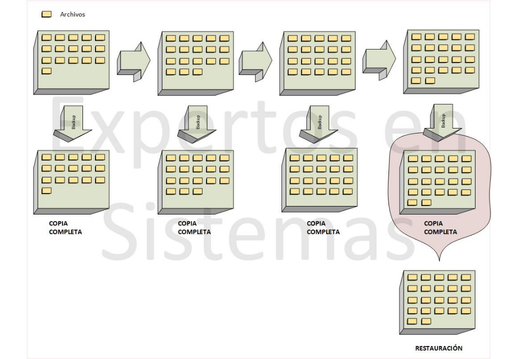 Archivos
Backup
Backup
Backup
Backup
Expertos en
Sistemas
COPIA
COMPLETA
COPIA
COMPLETA
COPIA
COMPLETA
COPIA
COMPLETA
RESTAURACIÓN